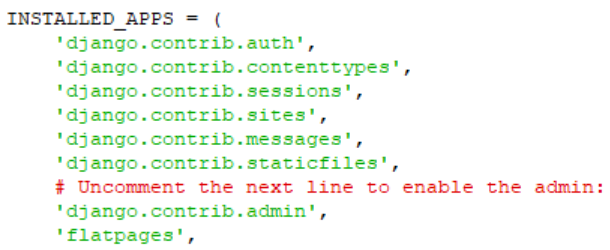 INSTALLED_APPS = (
    'django.contrib.auth',
    'django.contrib.contenttypes',
    'django.contrib.sessions',
    'django.contrib.sites',
    'django.contrib.messages',
    'django.contrib.staticfiles',
    # Uncomment the next line to enable the admin:
    'django.contrib.admin',
    'flatpages',